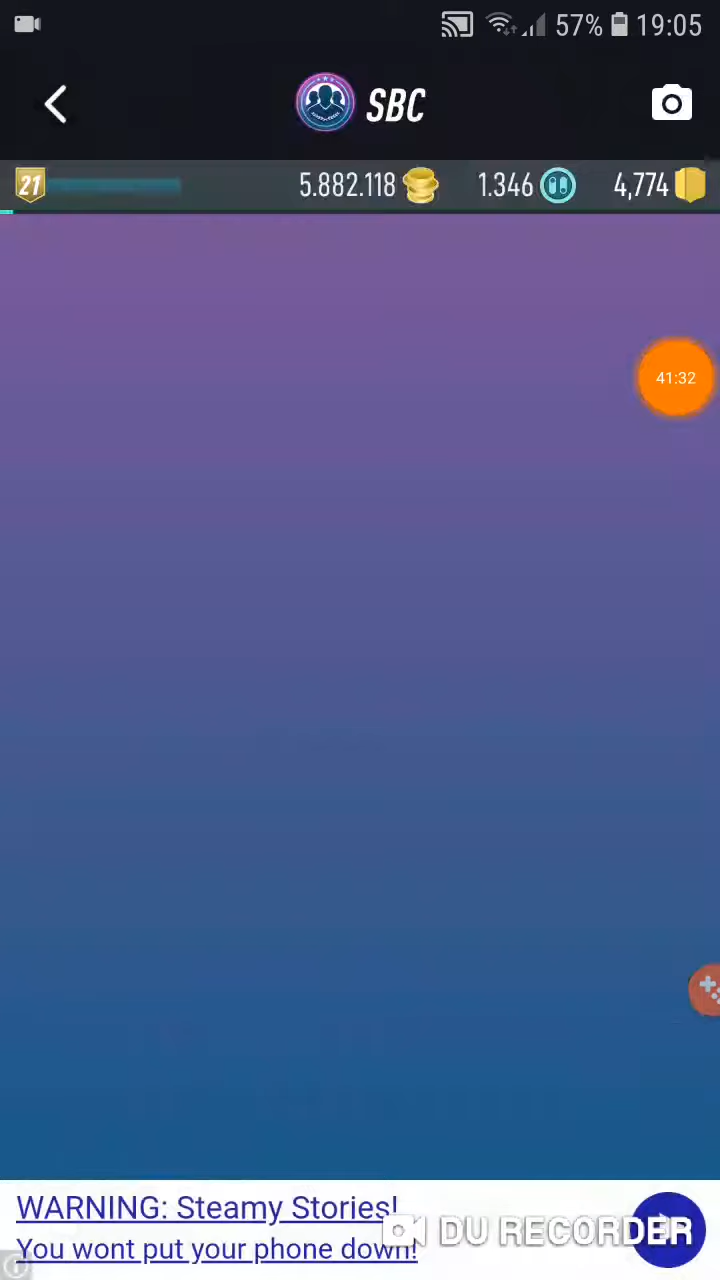 57% 19:05
SBC
21 5.882.118 1.346 4,774
41:32
WARNING: Steamy Stories!
You wont put your phone down!
DU RECORDER